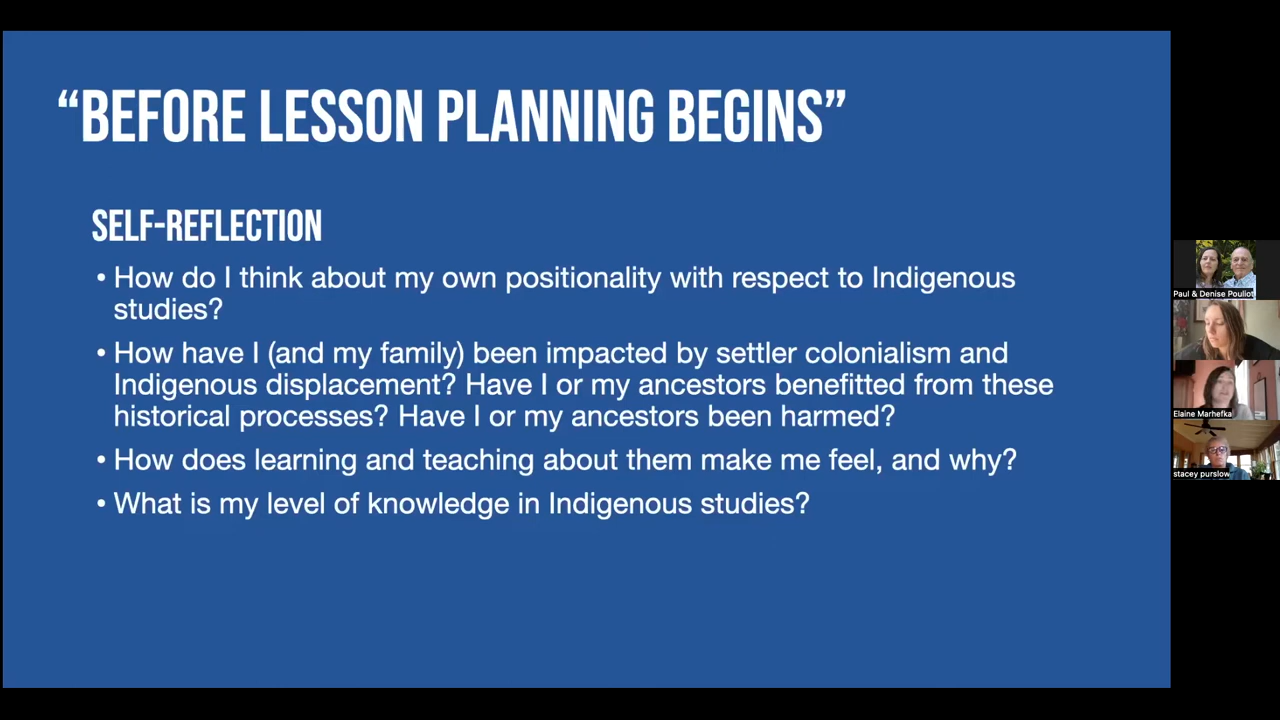 “BEFORE LESSON PLANNING BEGINS”
SELF-REFLECTION
• How do I think about my own positionality with respect to Indigenous
studies?
• How have I (and my family) been impacted by settler colonialism and
Indigenous displacement? Have I or my ancestors benefitted from these
historical processes? Have I or my ancestors been harmed?
• How does learning and teaching about them make me feel, and why?
• What is my level of knowledge in Indigenous studies?
Paul & Denise Pouliot
Elaine Marhefka
stacey purslow